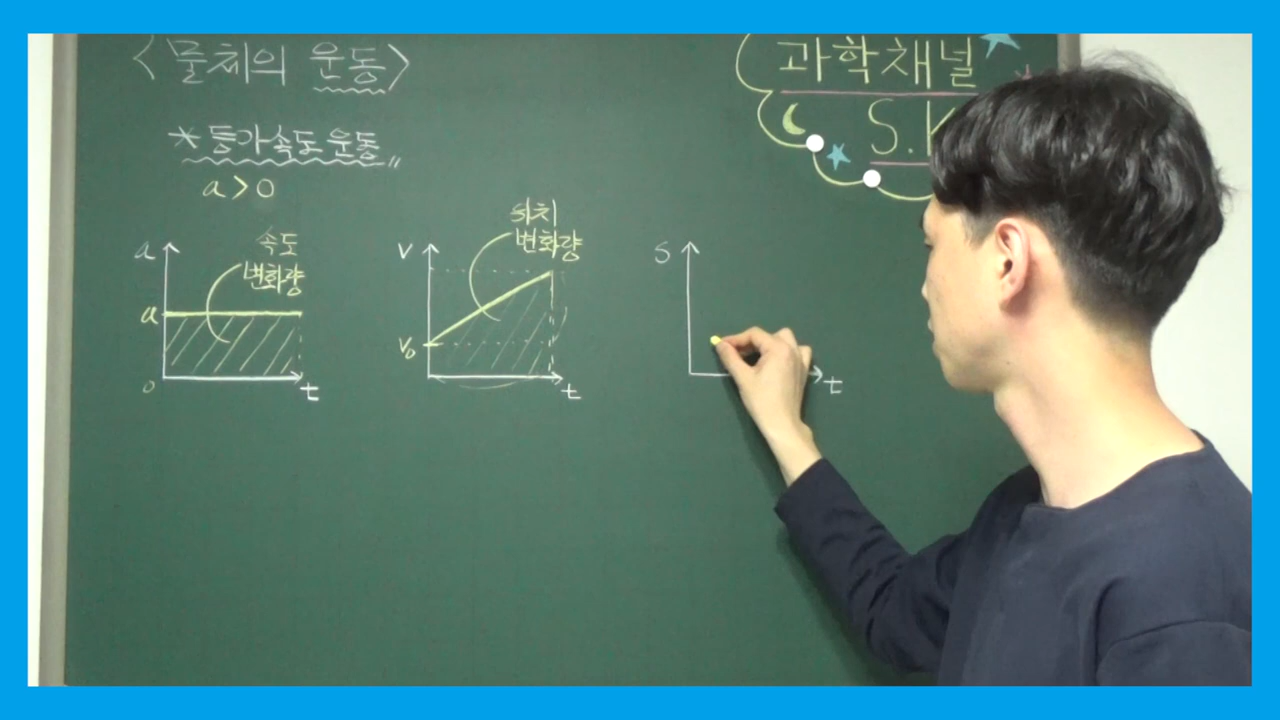 <물체의 운동>
* 등가속도 운동
a > 0
과학채널
S.K
a
속도
변화량
a
0
t
v
위치
변화량
v₀
t
S
t